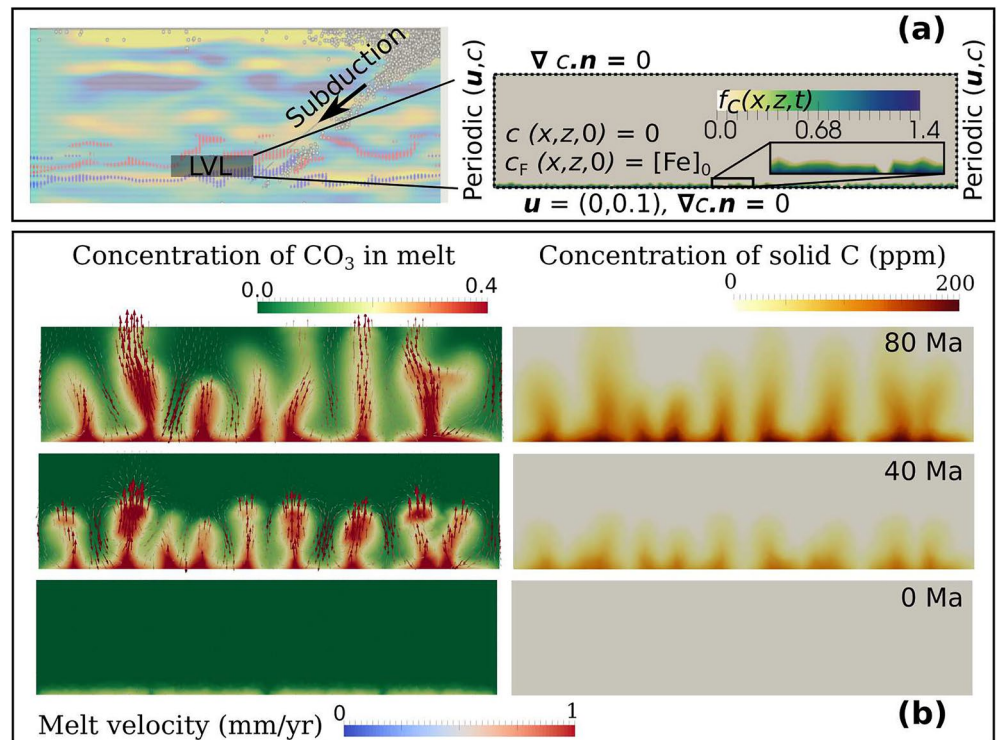 (a)
Subduction
LVL
Periodic (u,c)
∇ c.n = 0
f_C(x,z,t)
0.0 0.68 1.4
c (x,z,0) = 0
c_F (x,z,0) = [Fe]_0
u = (0,0.1), ∇c.n = 0
Periodic (u,c)
Concentration of CO_3 in melt
0.0 0.4
Concentration of solid C (ppm)
0 200
80 Ma
40 Ma
0 Ma
Melt velocity (mm/yr) 0 1
(b)